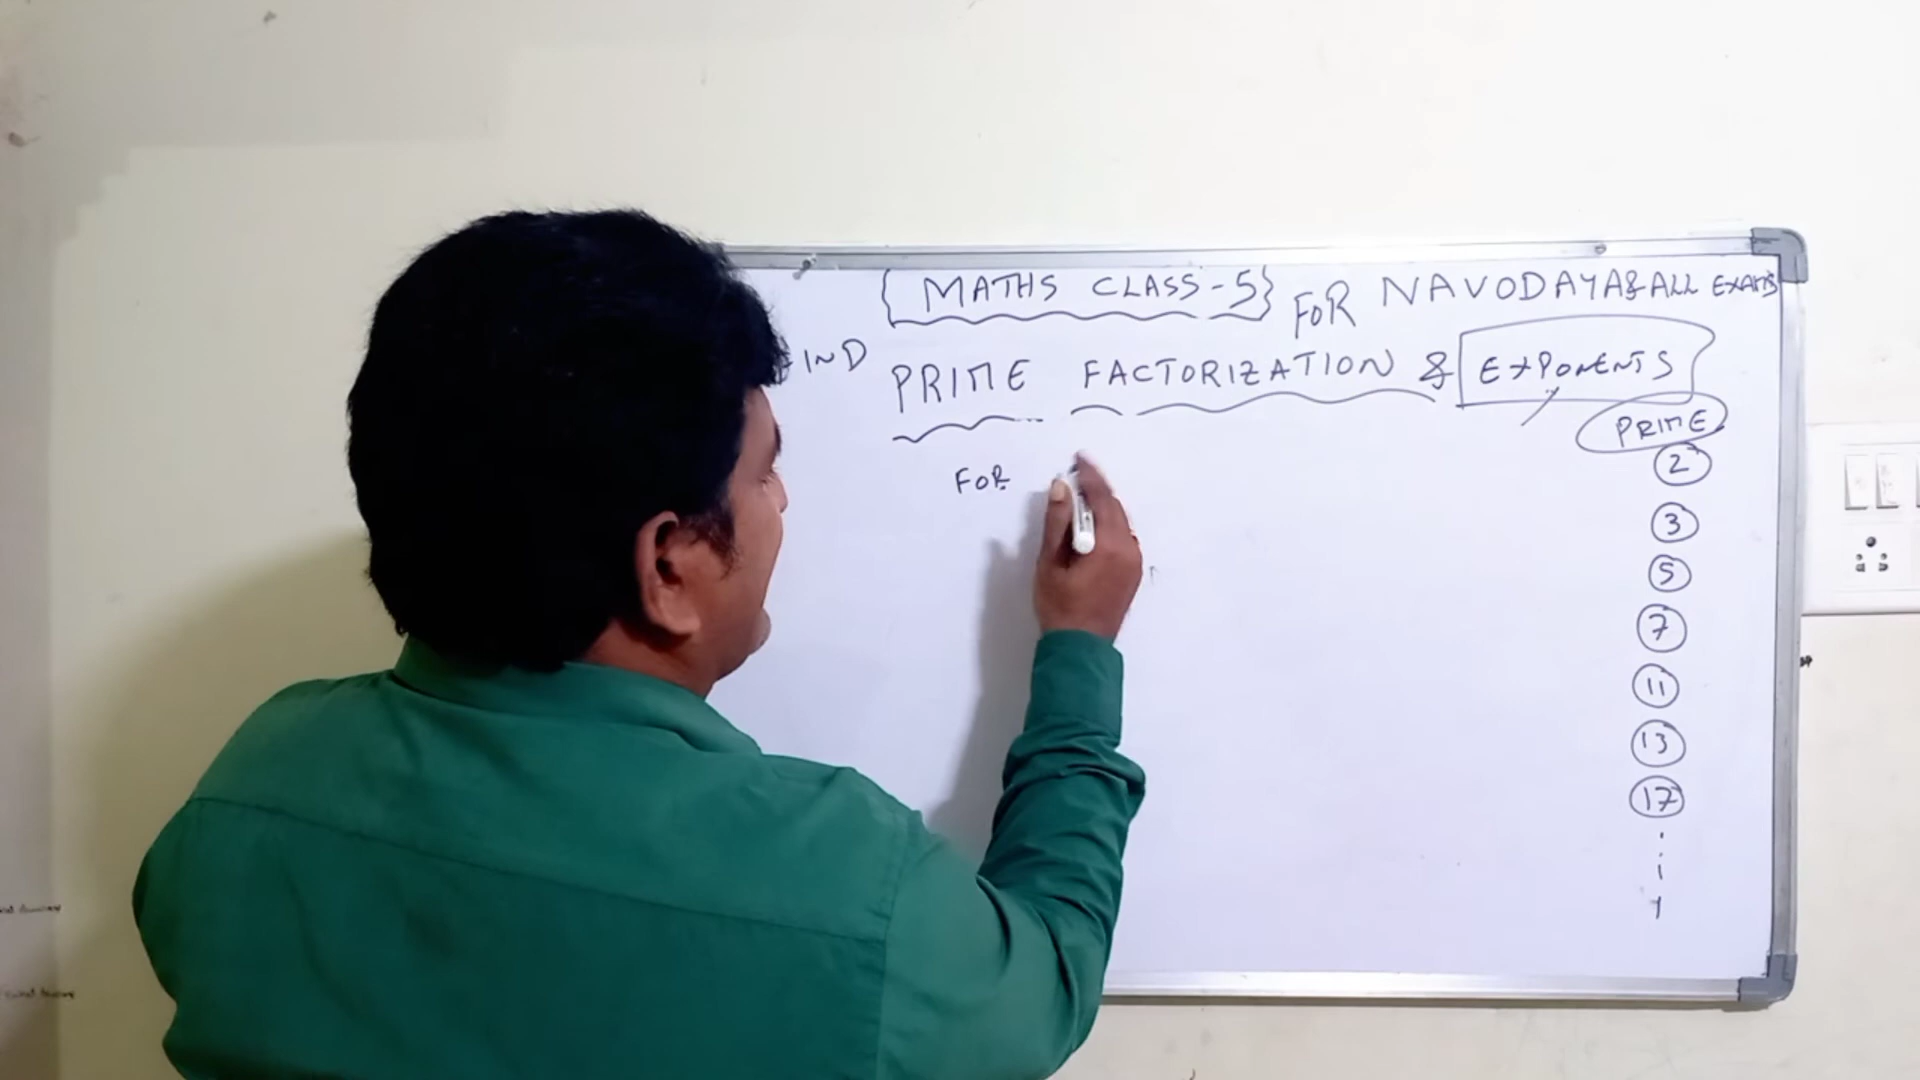 {MATHS CLASS-5} FOR NAVODAYA & ALL EXAMS
FIND PRIME FACTORIZATION & EXPONENTS
PRIME
FOR
2
3
5
7
11
13
17